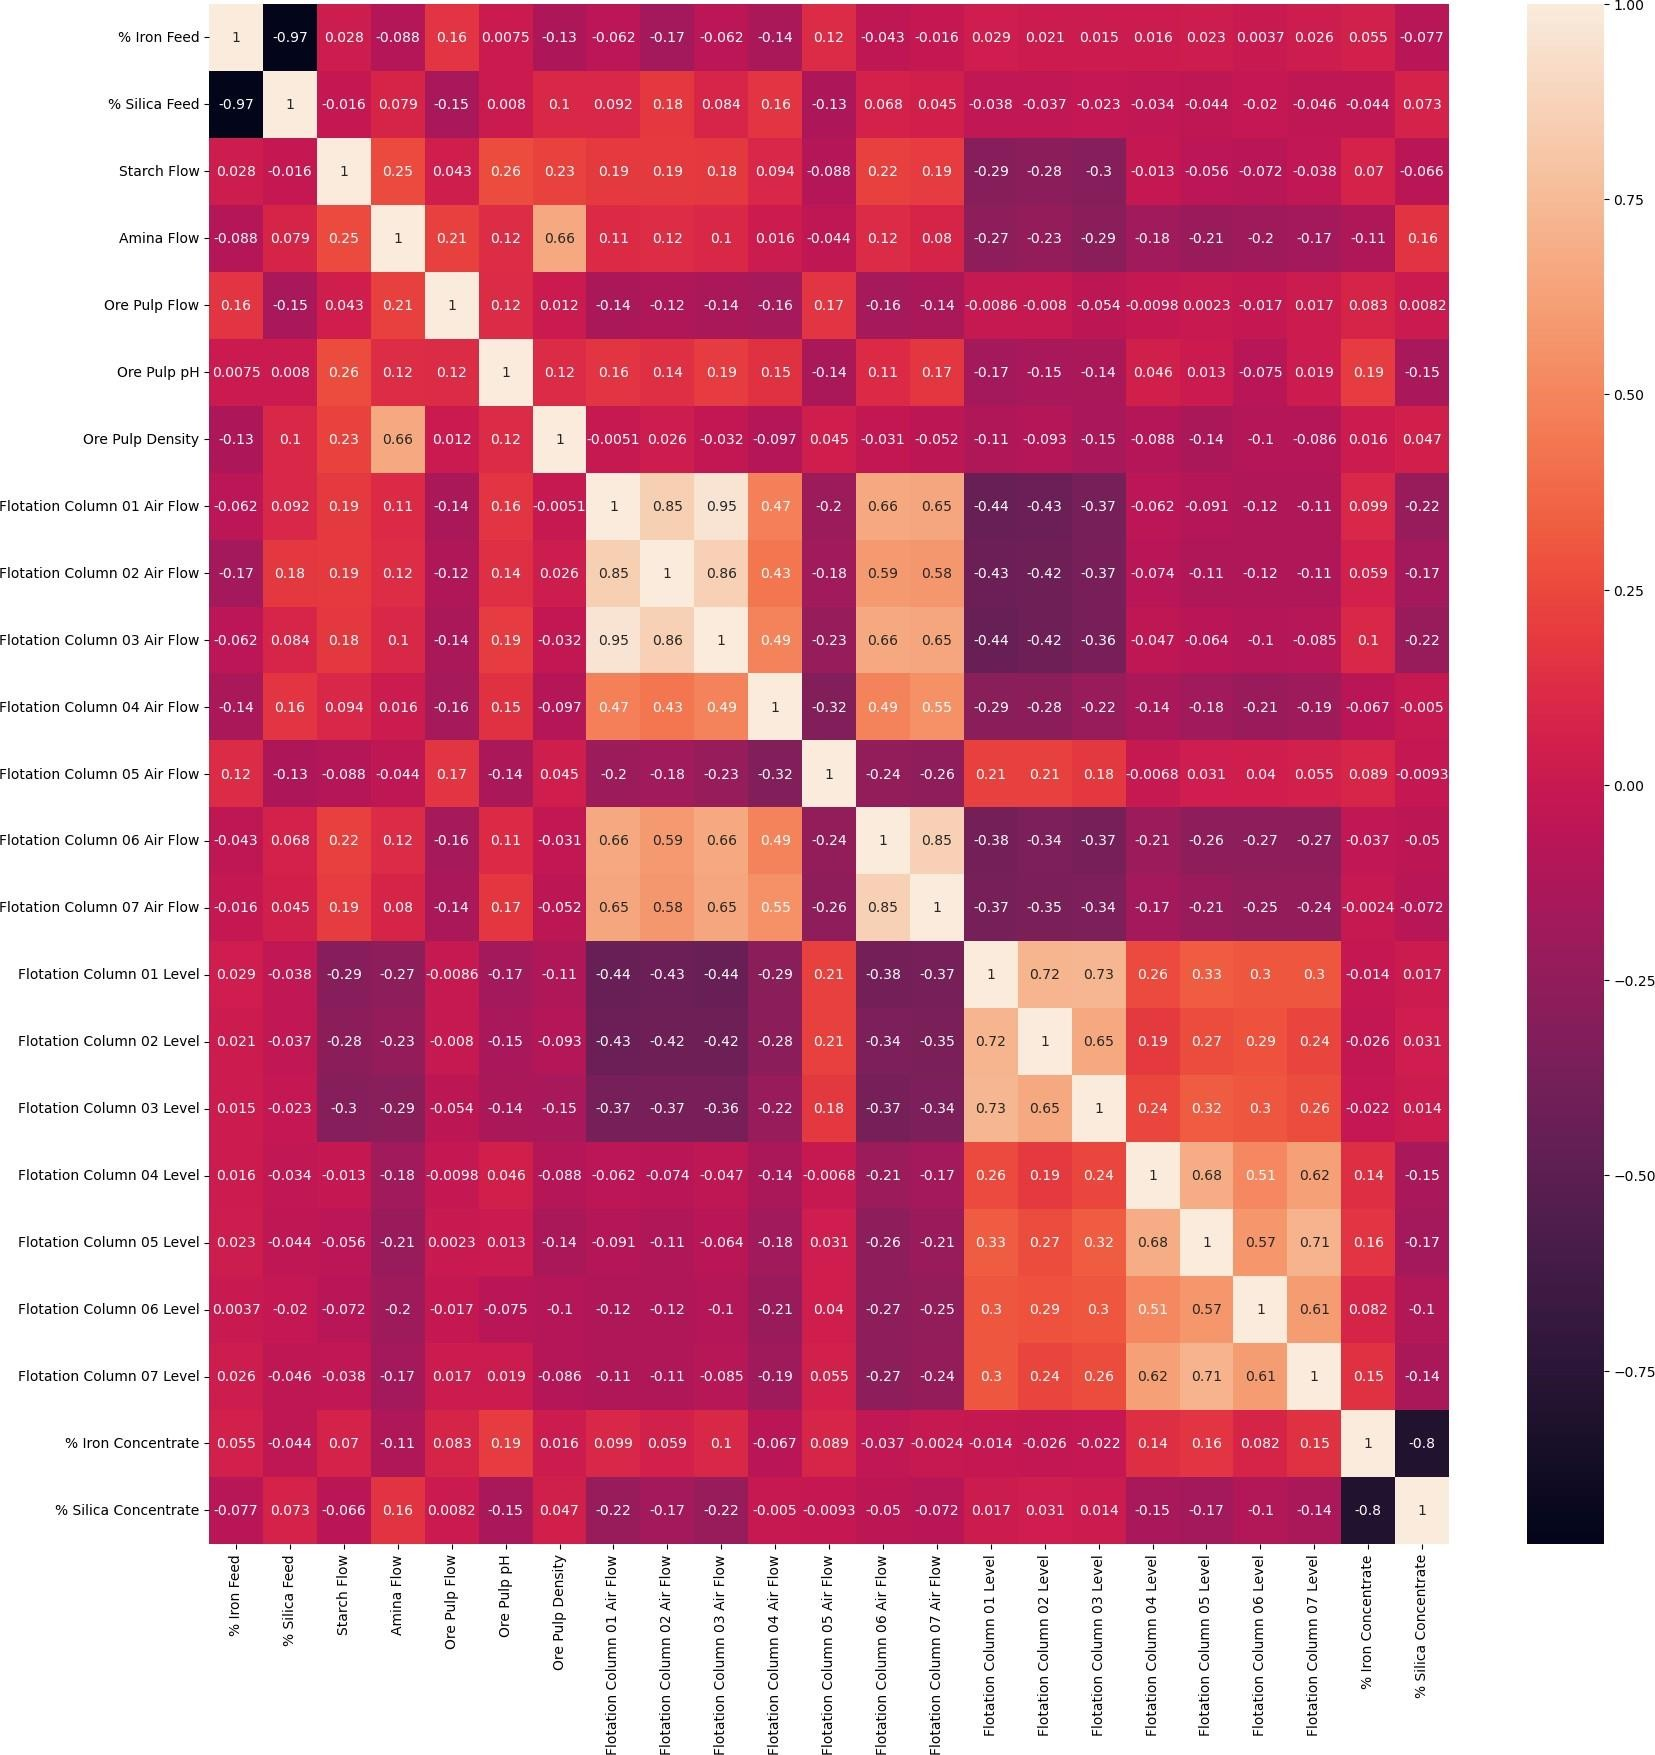 % Iron Feed 1 -0.97 0.028 -0.088 0.16 0.0075 -0.13 -0.062 -0.17 -0.062 -0.14 0.12 -0.043 -0.016 0.029 0.021 0.015 0.016 0.023 0.0037 0.026 0.055 -0.077
% Silica Feed -0.97 1 -0.016 0.079 -0.15 0.008 0.1 0.092 0.18 0.084 0.16 -0.13 0.068 0.045 -0.038 -0.037 -0.023 -0.034 -0.044 -0.02 -0.046 -0.044 0.073
Starch Flow 0.028 -0.016 1 0.25 0.043 0.26 0.23 0.19 0.19 0.18 0.094 -0.088 0.22 0.19 -0.29 -0.28 -0.3 -0.013 -0.056 -0.072 -0.038 0.07 -0.066
Amina Flow -0.088 0.079 0.25 1 0.21 0.12 0.66 0.11 0.12 0.1 0.016 -0.044 0.12 0.08 -0.27 -0.23 -0.29 -0.18 -0.21 -0.2 -0.17 -0.11 0.16
Ore Pulp Flow 0.16 -0.15 0.043 0.21 1 0.12 0.012 -0.14 -0.12 -0.14 -0.16 0.17 -0.16 -0.14 -0.0086 -0.008 -0.054 -0.0098 0.0023 -0.017 0.017 0.083 0.0082
Ore Pulp pH 0.0075 0.008 0.26 0.12 0.12 1 0.12 0.16 0.14 0.19 0.15 -0.14 0.11 0.17 -0.17 -0.15 -0.14 0.046 0.013 -0.075 0.019 0.19 -0.15
Ore Pulp Density -0.13 0.1 0.23 0.66 0.012 0.12 1 -0.0051 0.026 -0.032 -0.097 0.045 -0.031 -0.052 -0.11 -0.093 -0.15 -0.088 -0.14 -0.1 -0.086 0.016 0.047
Flotation Column 01 Air Flow -0.062 0.092 0.19 0.11 -0.14 0.16 -0.0051 1 0.85 0.95 0.47 -0.2 0.66 0.65 -0.44 -0.43 -0.37 -0.062 -0.091 -0.12 -0.11 0.099 -0.22
Flotation Column 02 Air Flow -0.17 0.18 0.19 0.12 -0.12 0.14 0.026 0.85 1 0.86 0.43 -0.18 0.59 0.58 -0.43 -0.42 -0.37 -0.074 -0.11 -0.12 -0.11 0.059 -0.17
Flotation Column 03 Air Flow -0.062 0.084 0.18 0.1 -0.14 0.19 -0.032 0.95 0.86 1 0.49 -0.23 0.66 0.65 -0.44 -0.42 -0.36 -0.047 -0.064 -0.1 -0.085 0.1 -0.22
Flotation Column 04 Air Flow -0.14 0.16 0.094 0.016 -0.16 0.15 -0.097 0.47 0.43 0.49 1 -0.32 0.49 0.55 -0.29 -0.28 -0.22 -0.14 -0.18 -0.21 -0.19 -0.067 -0.005
Flotation Column 05 Air Flow 0.12 -0.13 -0.088 -0.044 0.17 -0.14 0.045 -0.2 -0.18 -0.23 -0.32 1 -0.24 -0.26 0.21 0.21 0.18 -0.0068 0.031 0.04 0.055 0.089 -0.0093
Flotation Column 06 Air Flow -0.043 0.068 0.22 0.12 -0.16 0.11 -0.031 0.66 0.59 0.66 0.49 -0.24 1 0.85 -0.38 -0.34 -0.37 -0.21 -0.26 -0.27 -0.27 -0.037 -0.05
Flotation Column 07 Air Flow -0.016 0.045 0.19 0.08 -0.14 0.17 -0.052 0.65 0.58 0.65 0.55 -0.26 0.85 1 -0.37 -0.35 -0.34 -0.17 -0.21 -0.25 -0.24 -0.0024 -0.072
Flotation Column 01 Level 0.029 -0.038 -0.29 -0.27 -0.0086 -0.17 -0.11 -0.44 -0.43 -0.44 -0.29 0.21 -0.38 -0.37 1 0.72 0.73 0.26 0.33 0.3 0.3 -0.014 0.017
Flotation Column 02 Level 0.021 -0.037 -0.28 -0.23 -0.008 -0.15 -0.093 -0.43 -0.42 -0.42 -0.28 0.21 -0.34 -0.35 0.72 1 0.65 0.19 0.27 0.29 0.24 -0.026 0.031
Flotation Column 03 Level 0.015 -0.023 -0.3 -0.29 -0.054 -0.14 -0.15 -0.37 -0.37 -0.36 -0.22 0.18 -0.37 -0.34 0.73 0.65 1 0.24 0.32 0.3 0.26 -0.022 0.014
Flotation Column 04 Level 0.016 -0.034 -0.013 -0.18 -0.0098 0.046 -0.088 -0.062 -0.074 -0.047 -0.14 -0.0068 -0.21 -0.17 0.26 0.19 0.24 1 0.68 0.51 0.62 0.14 -0.15
Flotation Column 05 Level 0.023 -0.044 -0.056 -0.21 0.0023 0.013 -0.14 -0.091 -0.11 -0.064 -0.18 0.031 -0.26 -0.21 0.33 0.27 0.32 0.68 1 0.57 0.71 0.16 -0.17
Flotation Column 06 Level 0.0037 -0.02 -0.072 -0.2 -0.017 -0.075 -0.1 -0.12 -0.12 -0.1 -0.21 0.04 -0.27 -0.25 0.3 0.29 0.3 0.51 0.57 1 0.61 0.082 -0.1
Flotation Column 07 Level 0.026 -0.046 -0.038 -0.17 0.017 0.019 -0.086 -0.11 -0.11 -0.085 -0.19 0.055 -0.27 -0.24 0.3 0.24 0.26 0.62 0.71 0.61 1 0.15 -0.14
% Iron Concentrate 0.055 -0.044 0.07 -0.11 0.083 0.19 0.016 0.099 0.059 0.1 -0.067 0.089 -0.037 -0.0024 -0.014 -0.026 -0.022 0.14 0.16 0.082 0.15 1 -0.8
% Silica Concentrate -0.077 0.073 -0.066 0.16 0.0082 -0.15 0.047 -0.22 -0.17 -0.22 -0.005 -0.0093 -0.05 -0.072 0.017 0.031 0.014 -0.15 -0.17 -0.1 -0.14 -0.8 1
% Iron Feed
% Silica Feed
Starch Flow
Amina Flow
Ore Pulp Flow
Ore Pulp pH
Ore Pulp Density
Flotation Column 01 Air Flow
Flotation Column 02 Air Flow
Flotation Column 03 Air Flow
Flotation Column 04 Air Flow
Flotation Column 05 Air Flow
Flotation Column 06 Air Flow
Flotation Column 07 Air Flow
Flotation Column 01 Level
Flotation Column 02 Level
Flotation Column 03 Level
Flotation Column 04 Level
Flotation Column 05 Level
Flotation Column 06 Level
Flotation Column 07 Level
% Iron Concentrate
% Silica Concentrate
1.00
0.75
0.50
0.25
0.00
−0.25
−0.50
−0.75